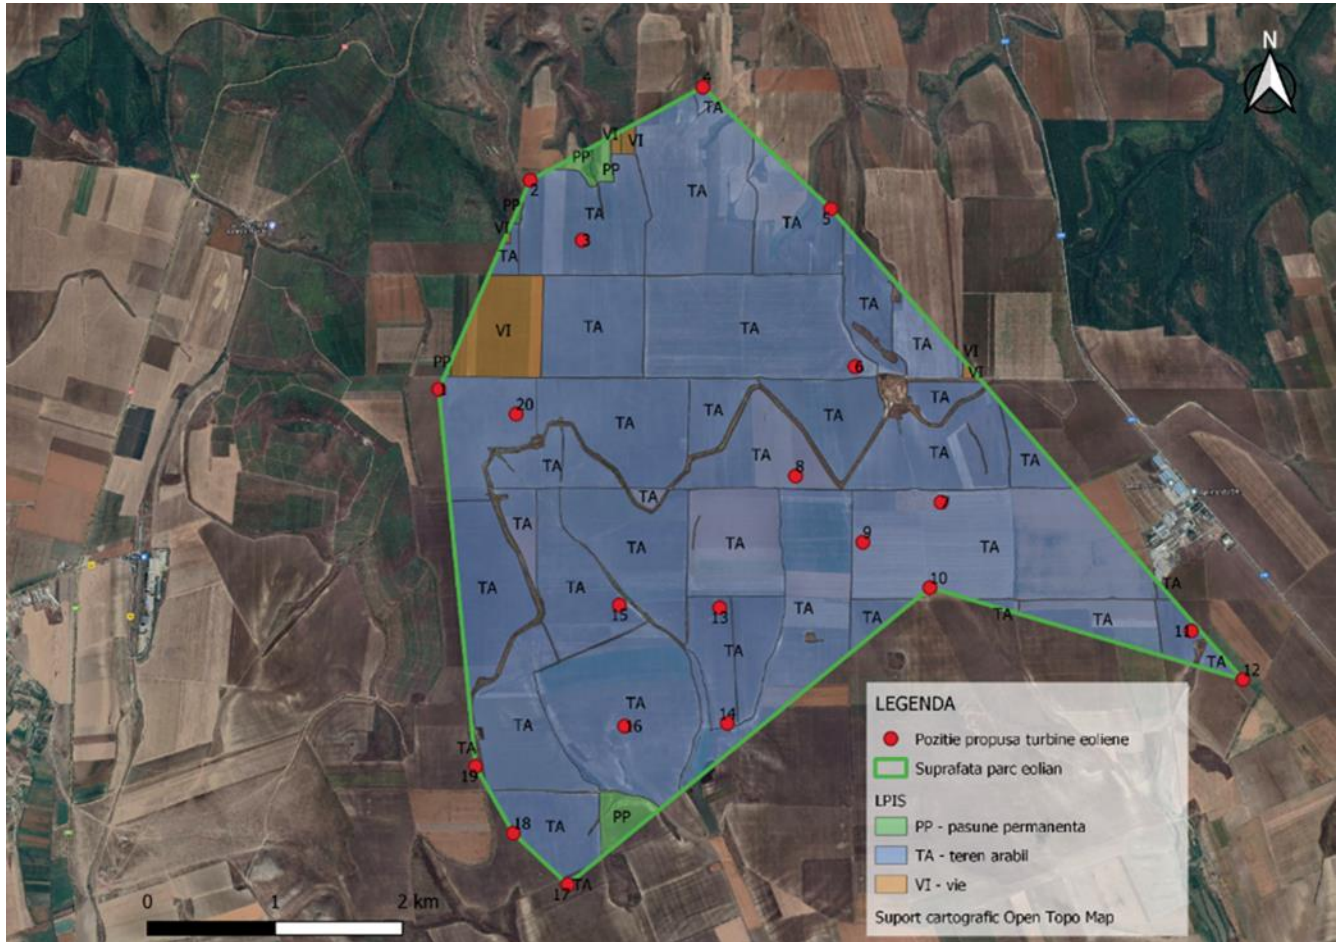 N
4
TA
VI
VI
PP
PP
2
PP
TA
TA
5
TA
3
VI
TA
TA
VI
TA
TA
TA
VI
PP
6
VI
1
TA
20
TA
TA
TA
TA
TA
TA
TA
8
TA
TA
7
TA
TA
TA
9
TA
TA
10
TA
TA
15
13
TA
TA
TA
TA
11
TA
TA
12
TA
TA
16
14
TA
19
18
TA
PP
17
TA
LEGENDA
Pozitie propusa turbine eoliene
Suprafata parc eolian
LPIS
PP - pasune permanenta
TA - teren arabil
VI - vie
Suport cartografic Open Topo Map
0 1 2 km